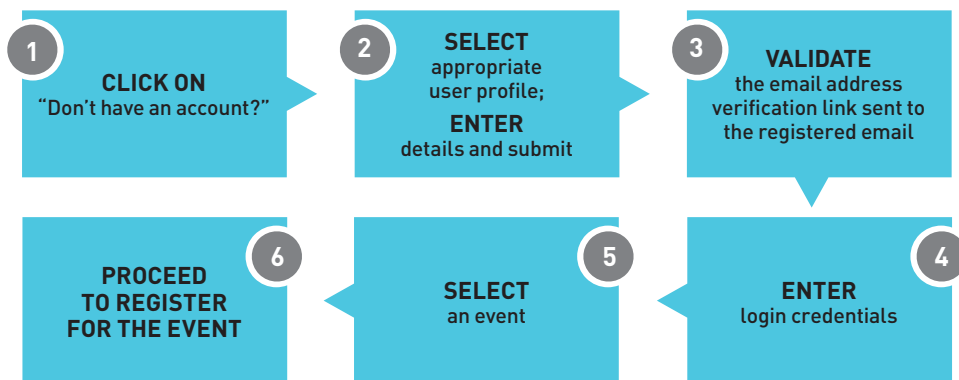 1
CLICK ON
“Don’t have an account?”
2
SELECT
appropriate
user profile;
ENTER
details and submit
3
VALIDATE
the email address
verification link sent to
the registered email
4
ENTER
login credentials
5
SELECT
an event
6
PROCEED
TO REGISTER
FOR THE EVENT